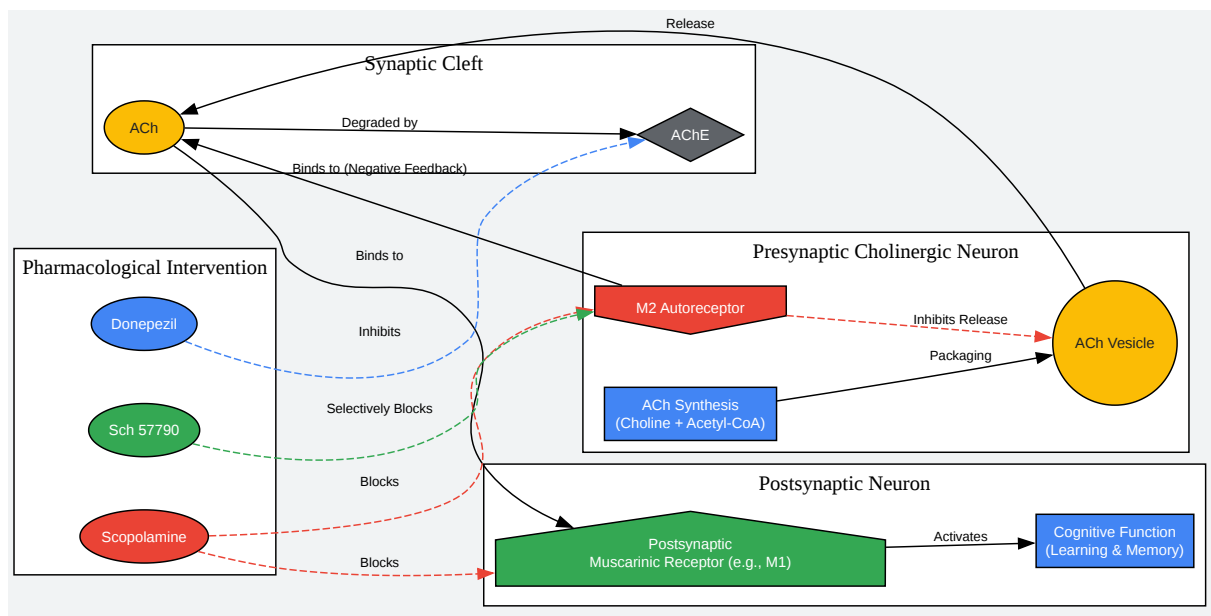 Release
Synaptic Cleft
ACh
Degraded by
AChE
Binds to (Negative Feedback)
Binds to
Pharmacological Intervention
Donepezil
Inhibits
Sch 57790
Selectively Blocks
Scopolamine
Blocks
Blocks
Presynaptic Cholinergic Neuron
M2 Autoreceptor
Inhibits Release
ACh Vesicle
Packaging
ACh Synthesis
(Choline + Acetyl-CoA)
Postsynaptic Neuron
Postsynaptic
Muscarinic Receptor (e.g., M1)
Activates
Cognitive Function
(Learning & Memory)